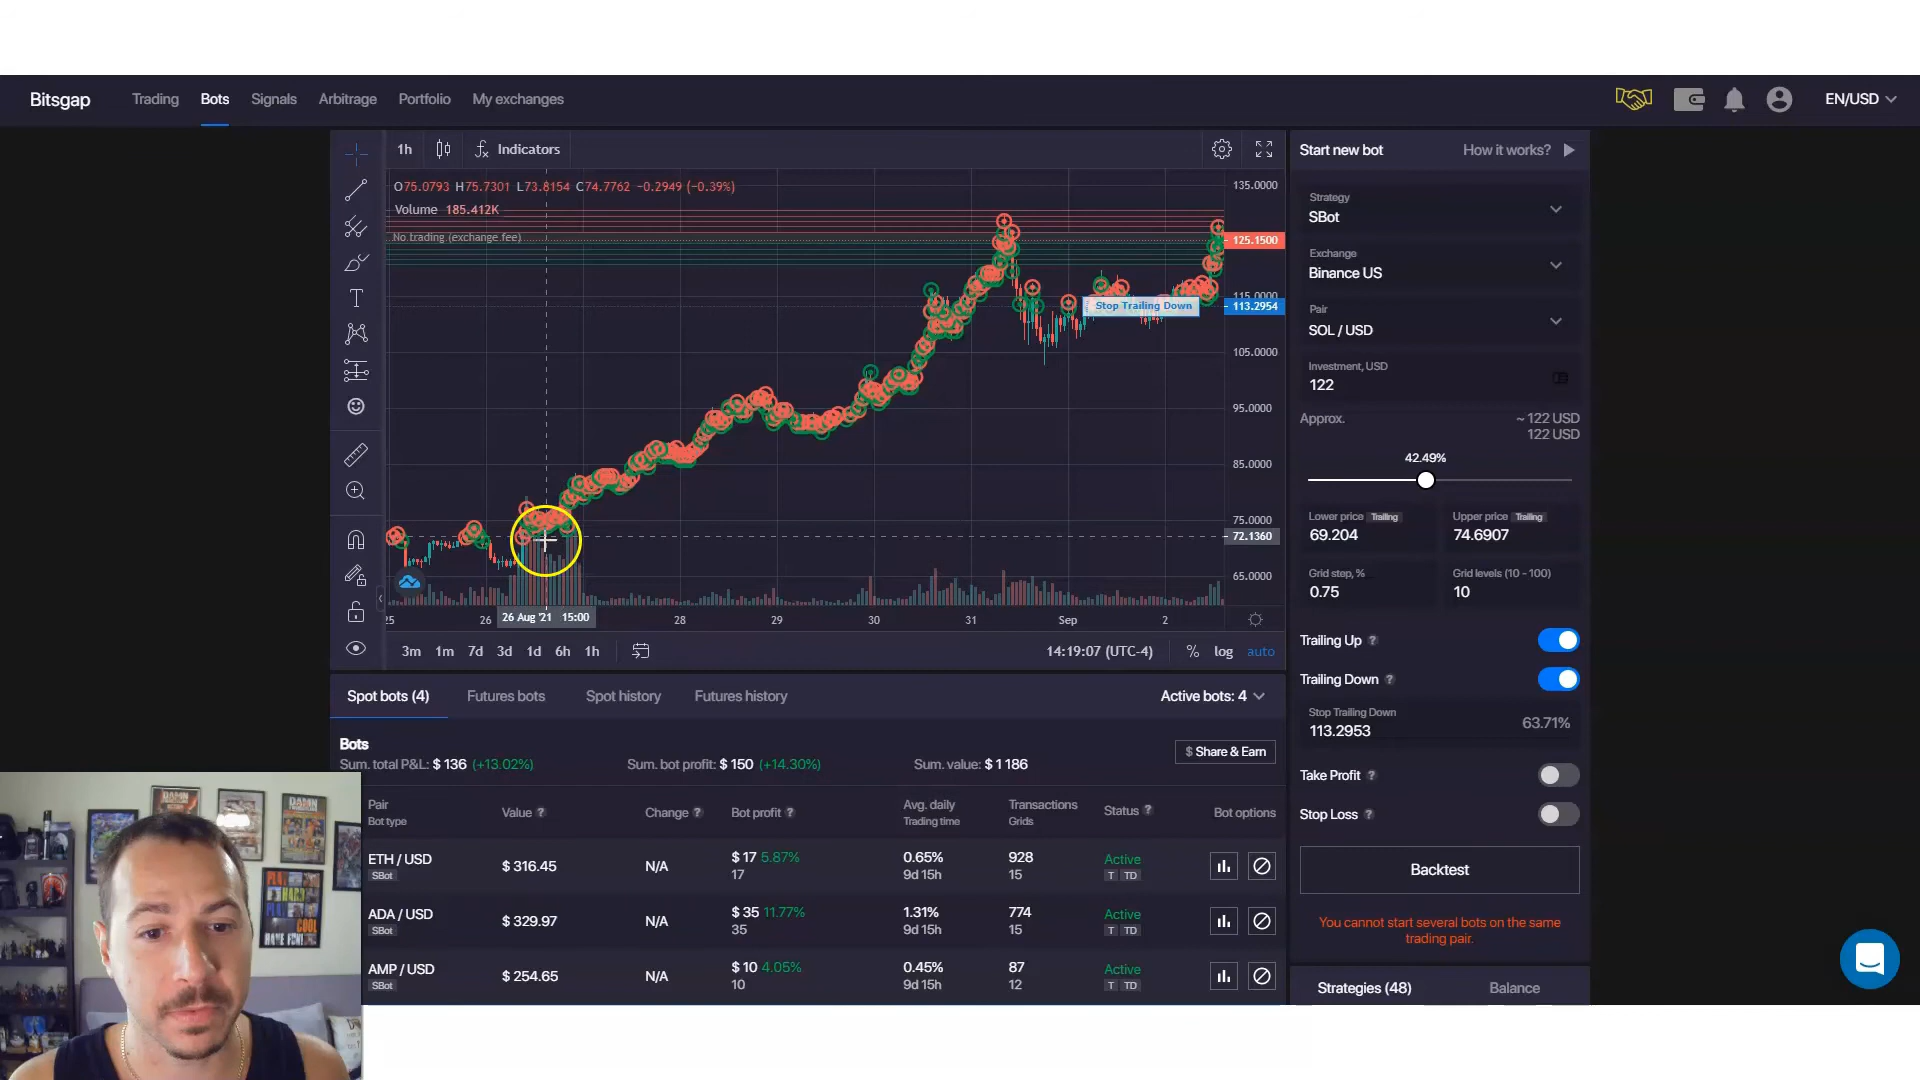 Bitsgap
Trading
Bots
Signals
Arbitrage
Portfolio
My exchanges
EN/USD
1h
Indicators
O75.0793 H75.7301 L73.8154 C74.7762 −0.2949 (−0.39%)
Volume 185.412K
No trading (exchange fee)
Stop Trailing Down
135.0000
125.1500
115.0000
113.2954
105.0000
95.0000
85.0000
75.0000
72.1360
65.0000
25
26
26 Aug '21 15:00
28
29
30
31
Sep
2
3m
1m
7d
3d
1d
6h
1h
14:19:07 (UTC-4)
%
log
auto
Start new bot
How it works?
Strategy
SBot
Exchange
Binance US
Pair
SOL / USD
Investment, USD
122
Approx.
~ 122 USD
122 USD
42.49%
Lower price Trailing
69.204
Upper price Trailing
74.6907
Grid step, %
0.75
Grid levels (10 - 100)
10
Trailing Up ?
Trailing Down ?
Stop Trailing Down
113.2953
63.71%
Take Profit ?
Stop Loss ?
Backtest
You cannot start several bots on the same
trading pair.
Strategies (48)
Balance
Spot bots (4)
Futures bots
Spot history
Futures history
Active bots: 4
Bots
Sum. total P&L: $ 136 (+13.02%)
Sum. bot profit: $ 150 (+14.30%)
Sum. value: $ 1 186
$ Share & Earn
Pair
Bot type
Value ?
Change ?
Bot profit ?
Avg. daily
Trading time
Transactions
Grids
Status ?
Bot options
ETH / USD
SBot
$ 316.45
N/A
$ 17 5.87%
17
0.65%
9d 15h
928
15
Active
T TD
ADA / USD
SBot
$ 329.97
N/A
$ 35 11.77%
35
1.31%
9d 15h
774
15
Active
T TD
AMP / USD
SBot
$ 254.65
N/A
$ 10 4.05%
10
0.45%
9d 15h
87
12
Active
T TD